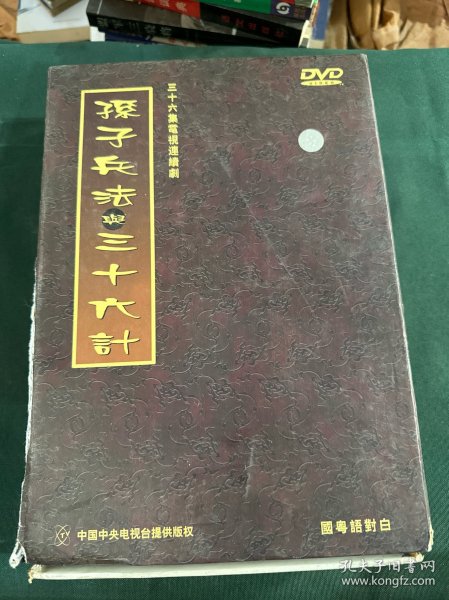 DVD
三十六集電視連續劇
孫子兵法與三十六計
中国中央电视台提供版权
國粵語對白
孔夫子旧书网
www.kongfz.com